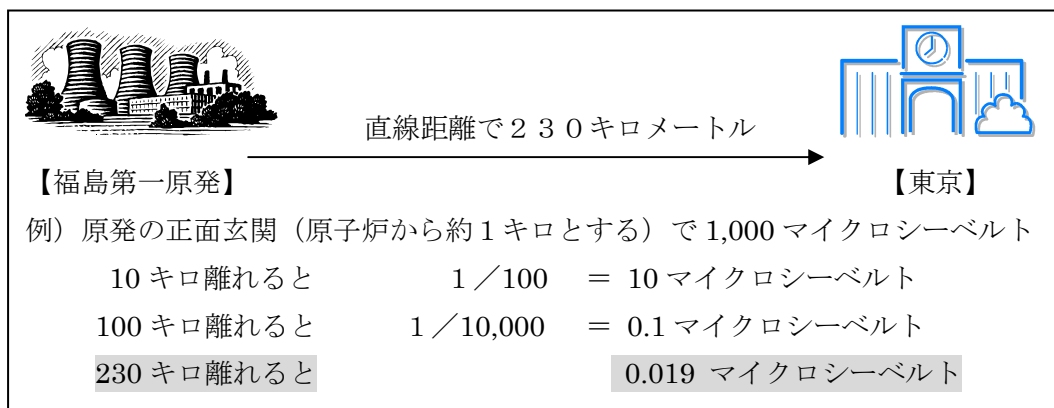 直線距離で２３０キロメートル
【福島第一原発】 【東京】
例）原発の正面玄関（原子炉から約１キロとする）で 1,000 マイクロシーベルト
10 キロ離れると 1／100 = 10 マイクロシーベルト
100 キロ離れると 1／10,000 = 0.1 マイクロシーベルト
230 キロ離れると 0.019 マイクロシーベルト